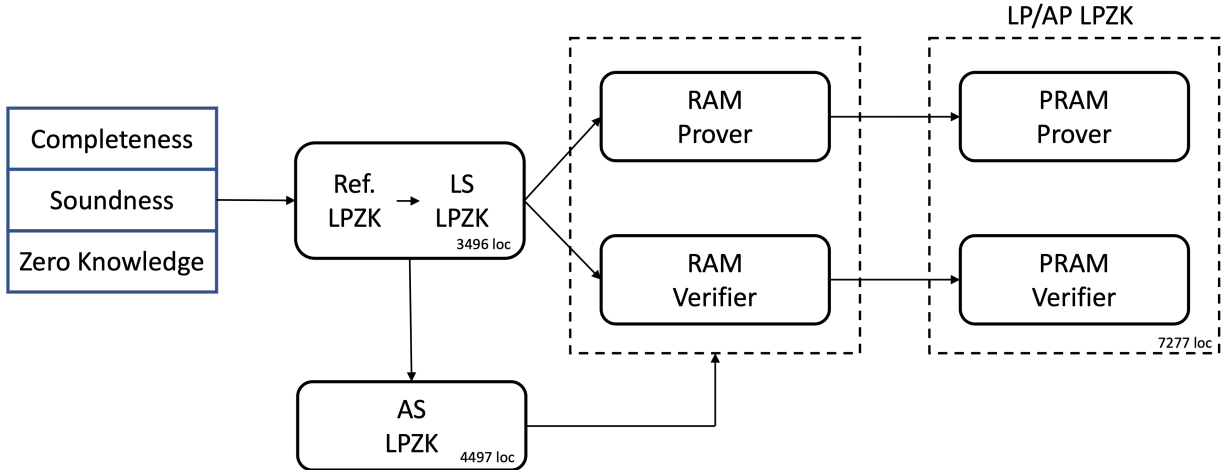 LP/AP LPZK
Completeness
Soundness
Zero Knowledge
Ref.
LPZK
LS
LPZK
3496 loc
RAM
Prover
RAM
Verifier
PRAM
Prover
PRAM
Verifier
7277 loc
AS
LPZK
4497 loc